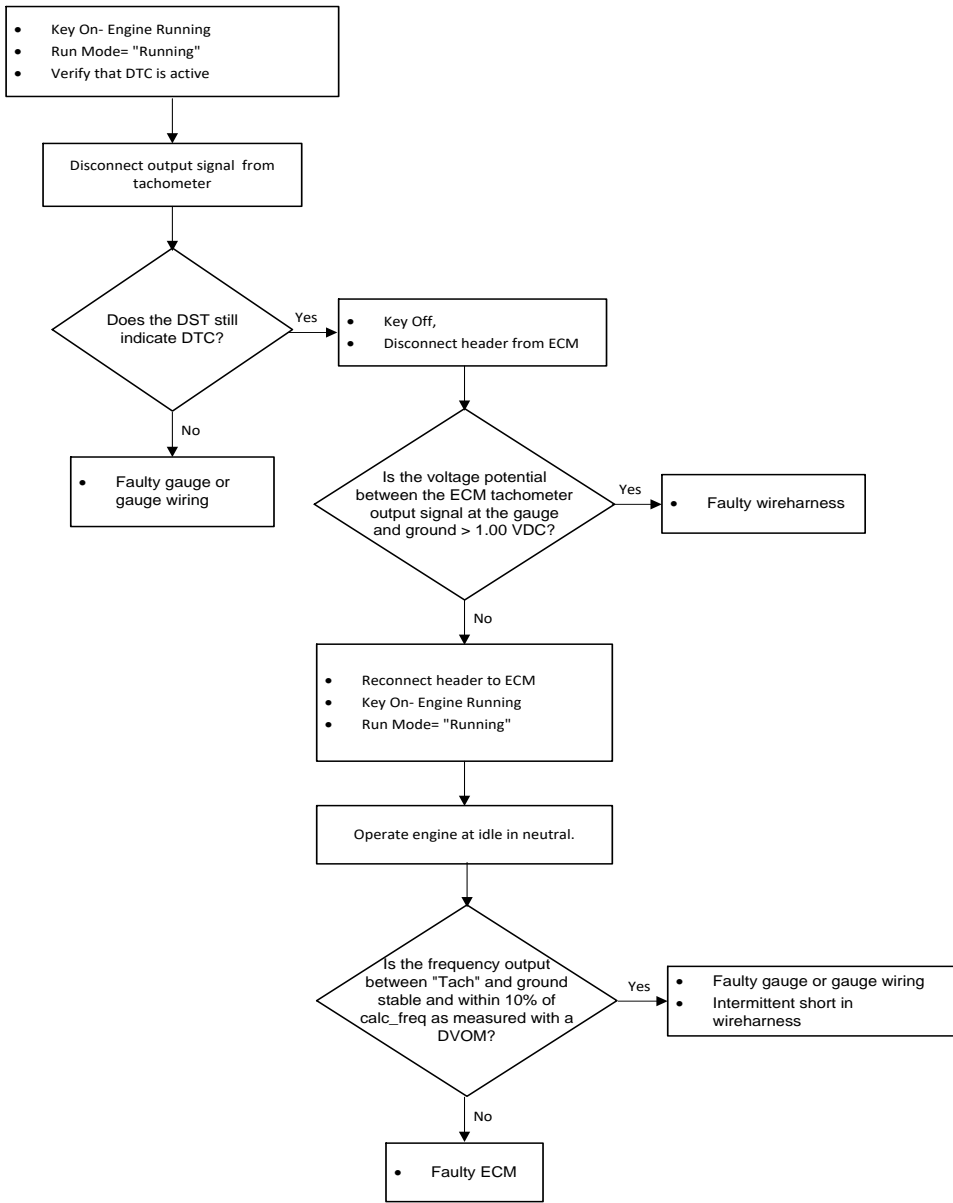 • Key On- Engine Running
• Run Mode= "Running"
• Verify that DTC is active
Disconnect output signal from
tachometer
Does the DST still
indicate DTC?
Yes
• Key Off,
• Disconnect header from ECM
No
• Faulty gauge or
gauge wiring
Is the voltage potential
between the ECM tachometer
output signal at the gauge
and ground > 1.00 VDC?
Yes
• Faulty wireharness
No
• Reconnect header to ECM
• Key On- Engine Running
• Run Mode= "Running"
Operate engine at idle in neutral.
Is the frequency output
between "Tach" and ground
stable and within 10% of
calc_freq as measured with a
DVOM?
Yes
• Faulty gauge or gauge wiring
• Intermittent short in
wireharness
No
• Faulty ECM